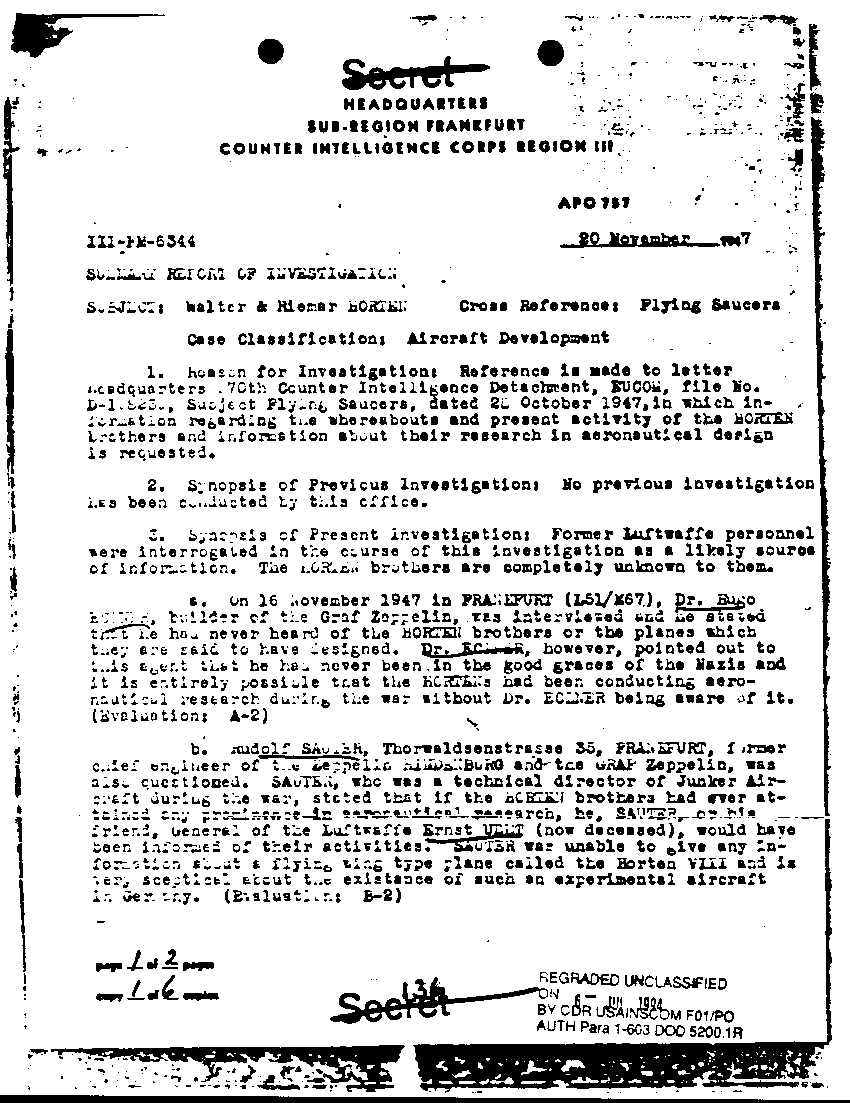 Secret
HEADQUARTERS
SUB-REGION FRANKFURT
COUNTER INTELLIGENCE CORPS REGION III
APO 757
III-FM-6344
20 November 1947
SUMMARY REPORT OF INVESTIGATION
SUBJECT: Walter & Riemar HORTEN Cross Reference: Flying Saucers
Case Classification: Aircraft Development
1. Reason for Investigation: Reference is made to letter
Headquarters 970th Counter Intelligence Detachment, EUCOM, file No.
Subject Flying Saucers, dated October 1947, in which in-
formation regarding the whereabouts and present activity of the HORTEN
brothers and information about their research in aeronautical design
is requested.
2. Synopsis of Previous Investigation: No previous investigation
has been conducted by this office.
3. Synopsis of Present Investigation: Former Luftwaffe personnel
were interrogated in the course of this investigation as a likely source
of information. The HORTEN brothers are completely unknown to them.
a. On 16 November 1947 in FRANKFURT (L51/M67), Dr. Hugo
builder of the Graf Zeppelin, was interviewed and he stated
that he had never heard of the HORTEN brothers or the planes which
they are said to have designed. Dr. ECKNER, however, pointed out to
this agent that he had never been in the good graces of the Nazis and
it is entirely possible that the HORTENs had been conducting aero-
nautical research during the war without Dr. ECKNER being aware of it.
(Evaluation: A-2)
b. Rudolf SAUTER, Thorwaldsenstrasse 35, FRANKFURT, former
chief engineer of the Zeppelin HINDENBURG and the GRAF Zeppelin, was
also questioned. SAUTER, who was a technical director of Junker Air-
craft during the war, stated that if the HORTEN brothers had ever at-
tained any prominence in aeronautical research, he, SAUTER, or his
friend, General of the Luftwaffe Ernst UDET (now deceased), would have
been informed of their activities. SAUTER was unable to give any in-
formation about a flying wing type plane called the Horten VIII and is
very sceptical about the existance of such an experimental aircraft
in Germany. (Evaluation: B-2)
page 1 of 2 pages
copy 1 of 6 copies
136
Secret
REGRADED UNCLASSIFIED
ON 6 JUL 1994
BY CDR USAINSCOM F01/PO
AUTH Para 1-603 DOD 5200.1R